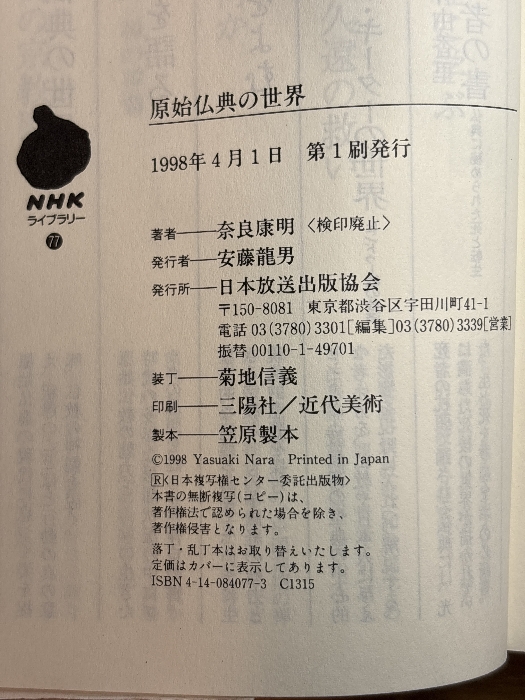 原始仏典の世界
1998年4月1日　第1刷発行
NHK
ライブラリー
77
著者――奈良康明〈検印廃止〉
発行者――安藤龍男
発行所――日本放送出版協会
〒150-8081　東京都渋谷区宇田川町41-1
電話 03(3780)3301[編集]03(3780)3339[営業]
振替 00110-1-49701
装丁――菊地信義
印刷――三陽社／近代美術
製本――笠原製本
©1998 Yasuaki Nara　Printed in Japan
R〈日本複写権センター委託出版物〉
本書の無断複写(コピー)は、
著作権法で認められた場合を除き、
著作権侵害となります。
落丁・乱丁本はお取り替えいたします。
定価はカバーに表示してあります。
ISBN 4-14-084077-3　C1315